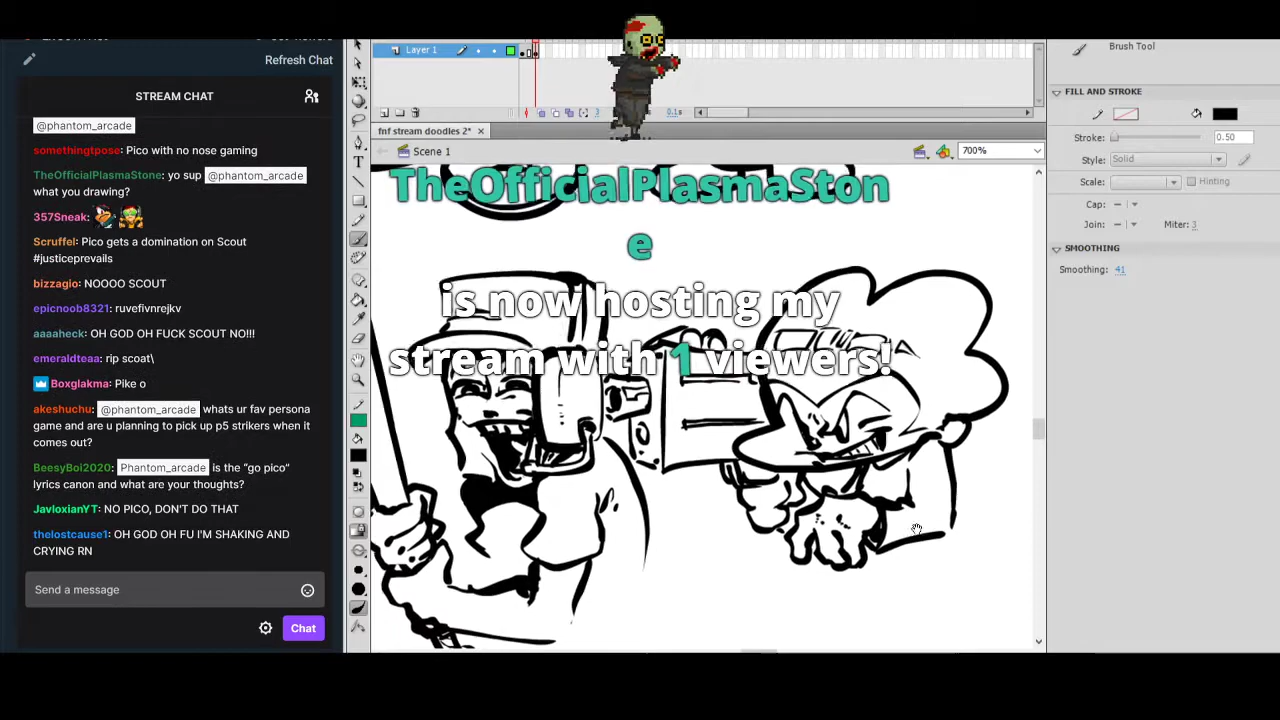 Refresh Chat
STREAM CHAT
@phantom_arcade
somethingtpose: Pico with no nose gaming
TheOfficialPlasmaStone: yo sup @phantom_arcade
what you drawing?
357Sneak:
Scruffel: Pico gets a domination on Scout
#justiceprevails
bizzagio: NOOOO SCOUT
epicnoob8321: ruvefivnrejkv
aaaaheck: OH GOD OH FUCK SCOUT NO!!!
emeraldteaa: rip scoat\
Boxglakma: Pike o
akeshuchu: @phantom_arcade whats ur fav persona
game and are you planning to pick up p5 strikers when it
comes out?
BeesyBoi2020: Phantom_arcade is the “go pico”
lyrics canon and what are your thoughts?
JavloxianYT: NO PICO, DON'T DO THAT
thelostcause1: OH GOD OH FU I'M SHAKING AND
CRYING RN
Send a message
Chat
Layer 1
3
0.1s
fnf stream doodles 2*
Scene 1
700%
TheOfficialPlasmaSton
e
is now hosting my
stream with 1 viewers!
Brush Tool
FILL AND STROKE
Stroke: 0.50
Style: Solid
Scale: Hinting
Cap:
Join: Miter: 3
SMOOTHING
Smoothing: 41